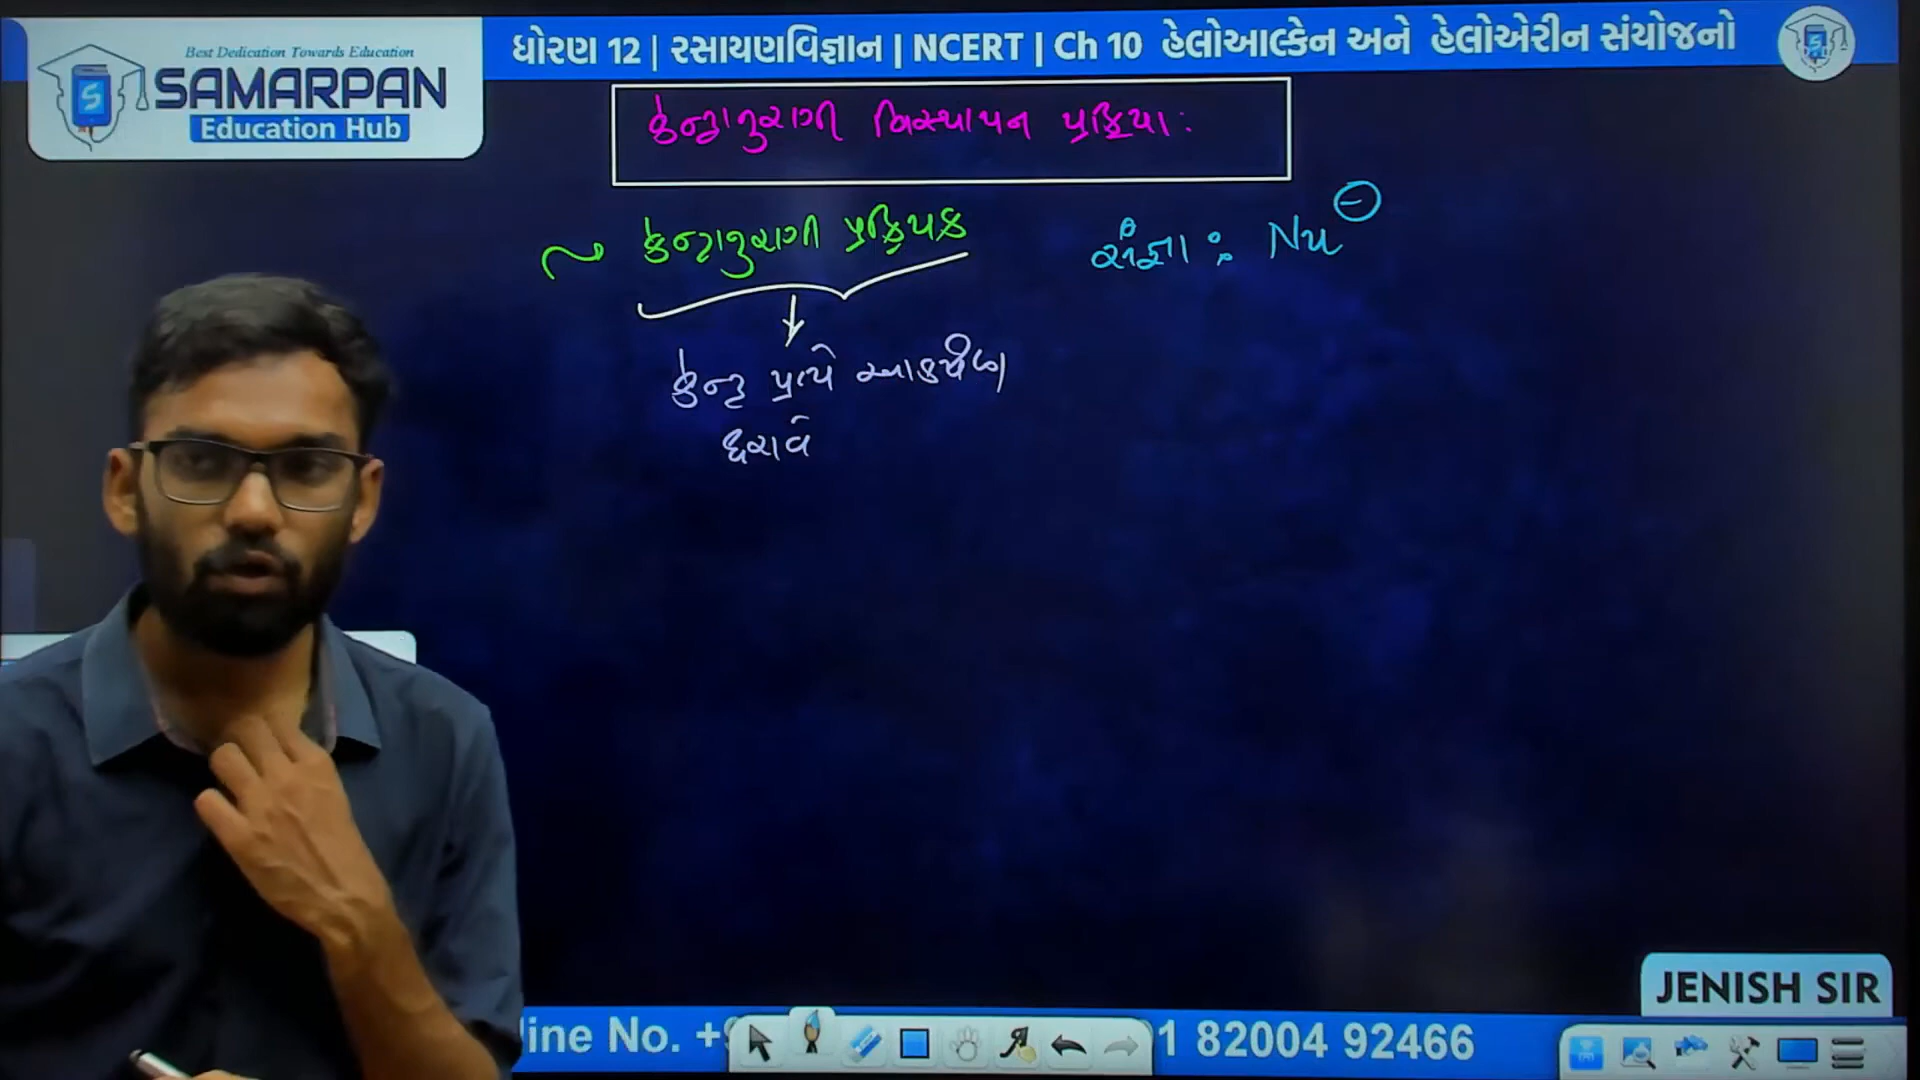 Best Dedication Towards Education
SAMARPAN
Education Hub
ધોરણ 12 | રસાયણવિજ્ઞાન | NCERT | Ch 10 હેલોઆલ્કેન અને હેલોએરીન સંયોજનો
કેન્દ્રાનુરાગી વિસ્થાપન પ્રક્રિયા :
~ કેન્દ્રાનુરાગી પ્રક્રિયક
સંજ્ઞા : Nu⊖
↓
કેન્દ્ર પ્રત્યે આકર્ષણ
ધરાવે
JENISH SIR
line No. +9
1 82004 92466